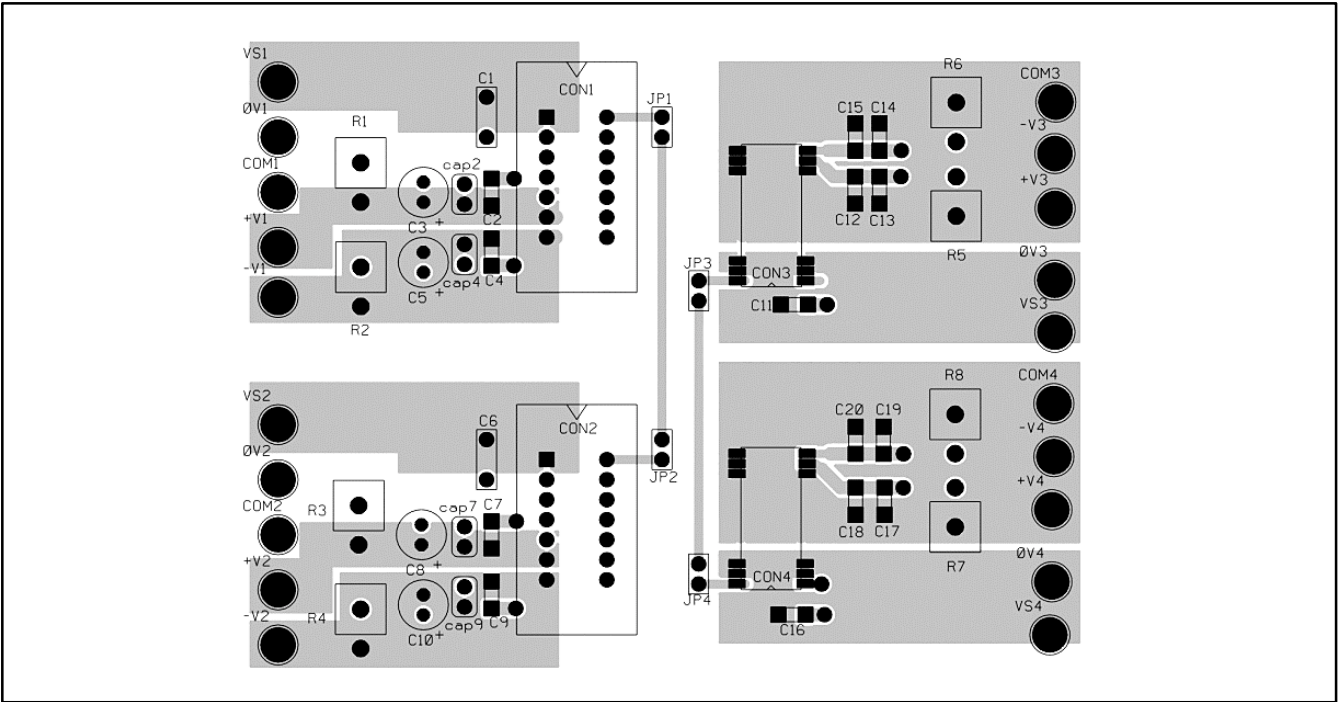 VS1
C1
CON1
JP1
ØV1
R1
COM1
cap2
C2
+V1
C3 +
-V1
C4
cap4
C5 +
R2
R6
COM3
C15 C14
-V3
+V3
C12 C13
R5
ØV3
JP3
CON3
C11
VS3
VS2
C6
CON2
ØV2
JP2
COM2
R3
cap7
C7
+V2
C8 +
-V2
R4
C9
cap9
C10 +
R8
COM4
C20 C19
-V4
+V4
C18 C17
R7
ØV4
CON4
JP4
VS4
C16